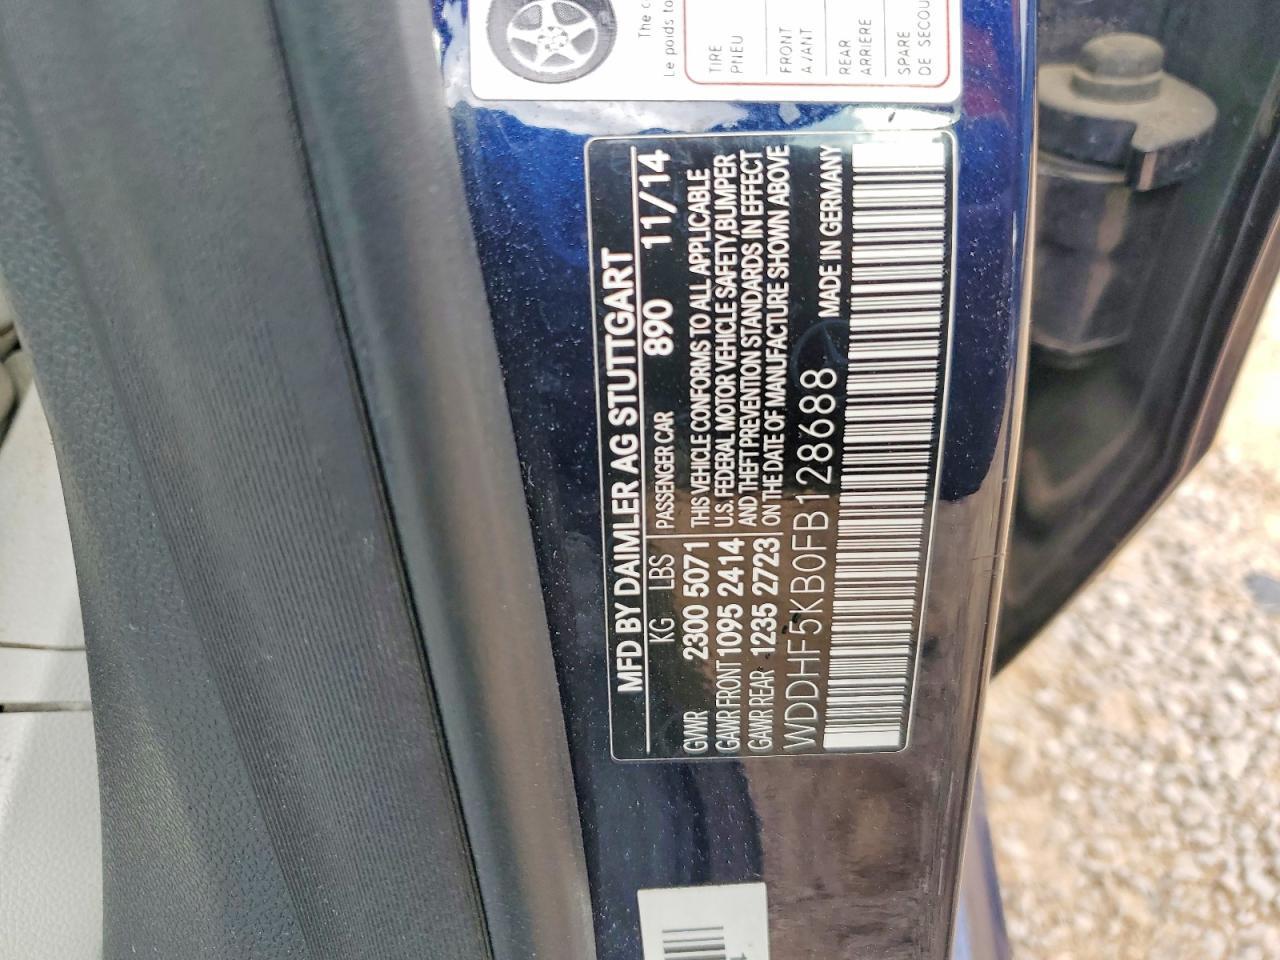 MFD BY DAIMLER AG STUTTGART
KG LBS PASSENGER CAR 890 11/14
GVWR 2300 5071 THIS VEHICLE CONFORMS TO ALL APPLICABLE
GAWR FRONT 1095 2414 U.S. FEDERAL MOTOR VEHICLE SAFETY,BUMPER
GAWR REAR 1235 2723 AND THEFT PREVENTION STANDARDS IN EFFECT
ON THE DATE OF MANUFACTURE SHOWN ABOVE
WDDHF5KB0FB128688 MADE IN GERMANY
The
Le poids
TIRE
PNEU
FRONT
AVANT
REAR
ARRIERE
SPARE
DE SECOU